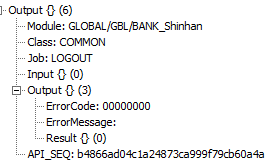 Output {} (6)
Module: GLOBAL/GBL/BANK_Shinhan
Class: COMMON
Job: LOGOUT
Input {} (0)
Output {} (3)
ErrorCode: 00000000
ErrorMessage:
Result {} (0)
API_SEQ: b4866ad04c1a24873ca999f79cb60a4a